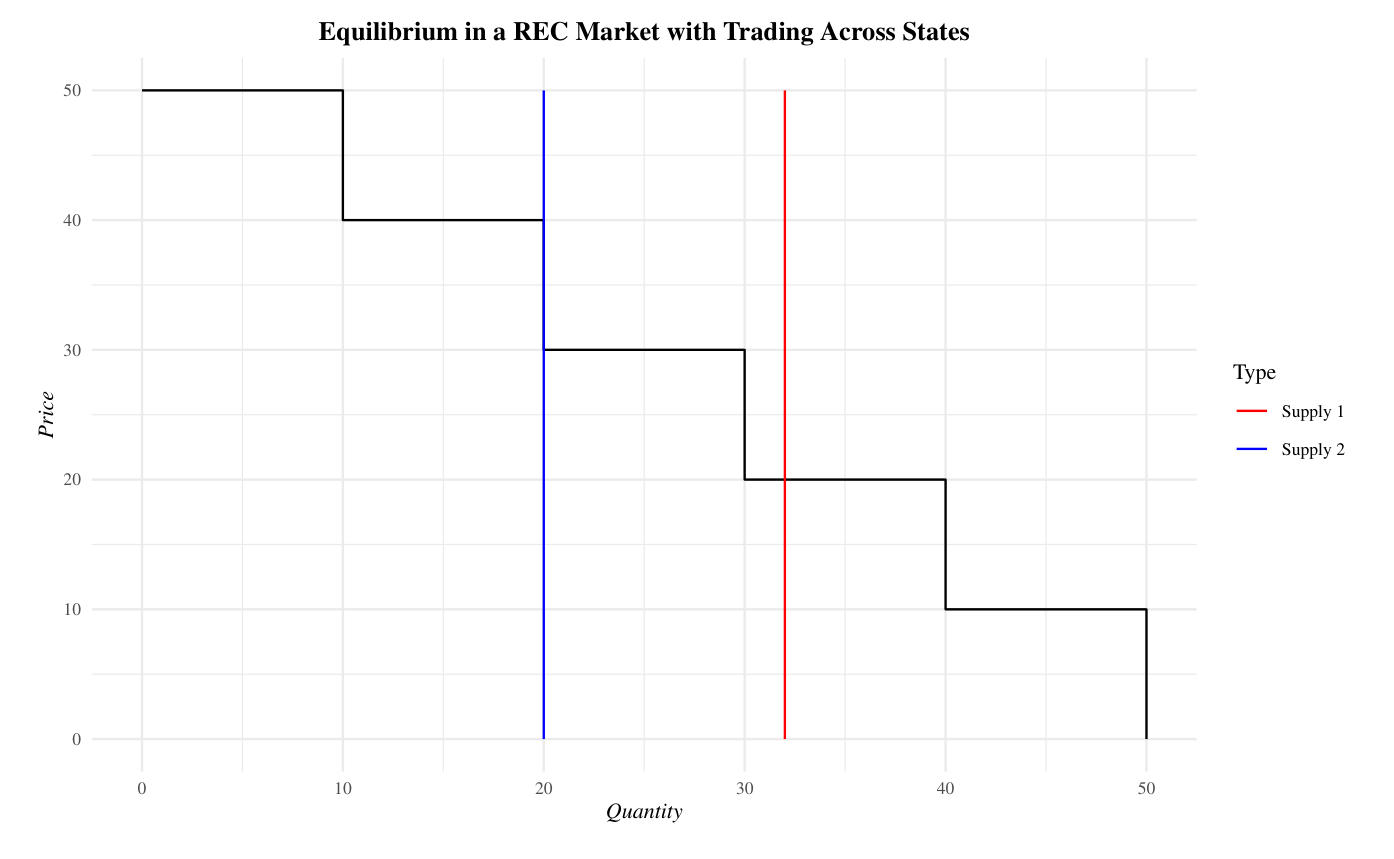 Equilibrium in a REC Market with Trading Across States
50
40
30
20
10
0
Price
0 10 20 30 40 50
Quantity
Type
Supply 1
Supply 2